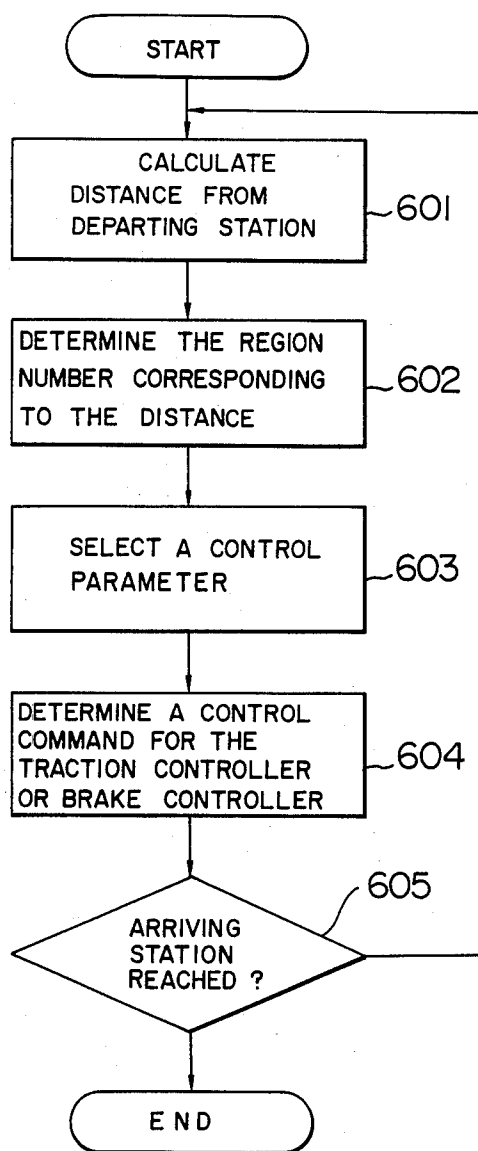 START
CALCULATE
DISTANCE FROM
DEPARTING STATION
601
DETERMINE THE REGION
NUMBER CORRESPONDING
TO THE DISTANCE
602
SELECT A CONTROL
PARAMETER
603
DETERMINE A CONTROL
COMMAND FOR THE
TRACTION CONTROLLER
OR BRAKE CONTROLLER
604
605
ARRIVING
STATION
REACHED ?
END